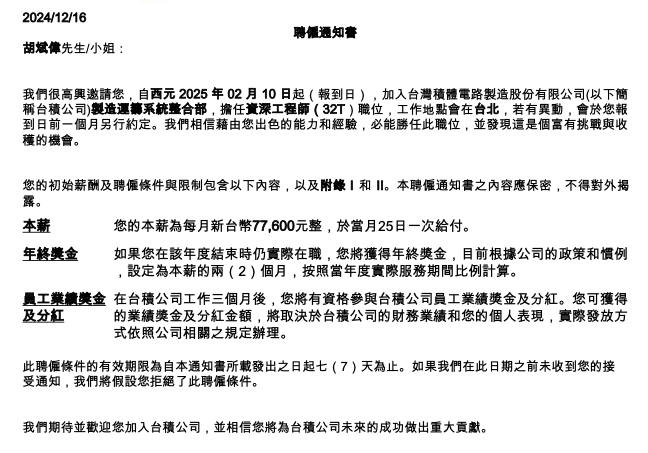 2024/12/16
聘僱通知書
胡斌偉先生/小姐：
我們很高興邀請您，自西元 2025 年 02 月 10 日起（報到日），加入台灣積體電路製造股份有限公司(以下簡
稱台積公司)製造運籌系統整合部，擔任資深工程師（32T）職位，工作地點會在台北，若有異動，會於您報
到日前一個月另行約定。我們相信藉由您出色的能力和經驗，必能勝任此職位，並發現這是個富有挑戰與收
穫的機會。
您的初始薪酬及聘僱條件與限制包含以下內容，以及附錄 I 和 II。本聘僱通知書之內容應保密，不得對外揭
露。
本薪 您的本薪為每月新台幣77,600元整，於當月25日一次給付。
年終獎金 如果您在該年度結束時仍實際在職，您將獲得年終獎金，目前根據公司的政策和慣例
，設定為本薪的兩（2）個月，按照當年度實際服務期間比例計算。
員工業績獎金 在台積公司工作三個月後，您將有資格參與台積公司員工業績獎金及分紅。您可獲得
及分紅 的業績獎金及分紅金額，將取決於台積公司的財務業績和您的個人表現，實際發放方
式依照公司相關之規定辦理。
此聘僱條件的有效期限為自本通知書所載發出之日起七（7）天為止。如果我們在此日期之前未收到您的接
受通知，我們將假設您拒絕了此聘僱條件。
我們期待並歡迎您加入台積公司，並相信您將為台積公司未來的成功做出重大貢獻。